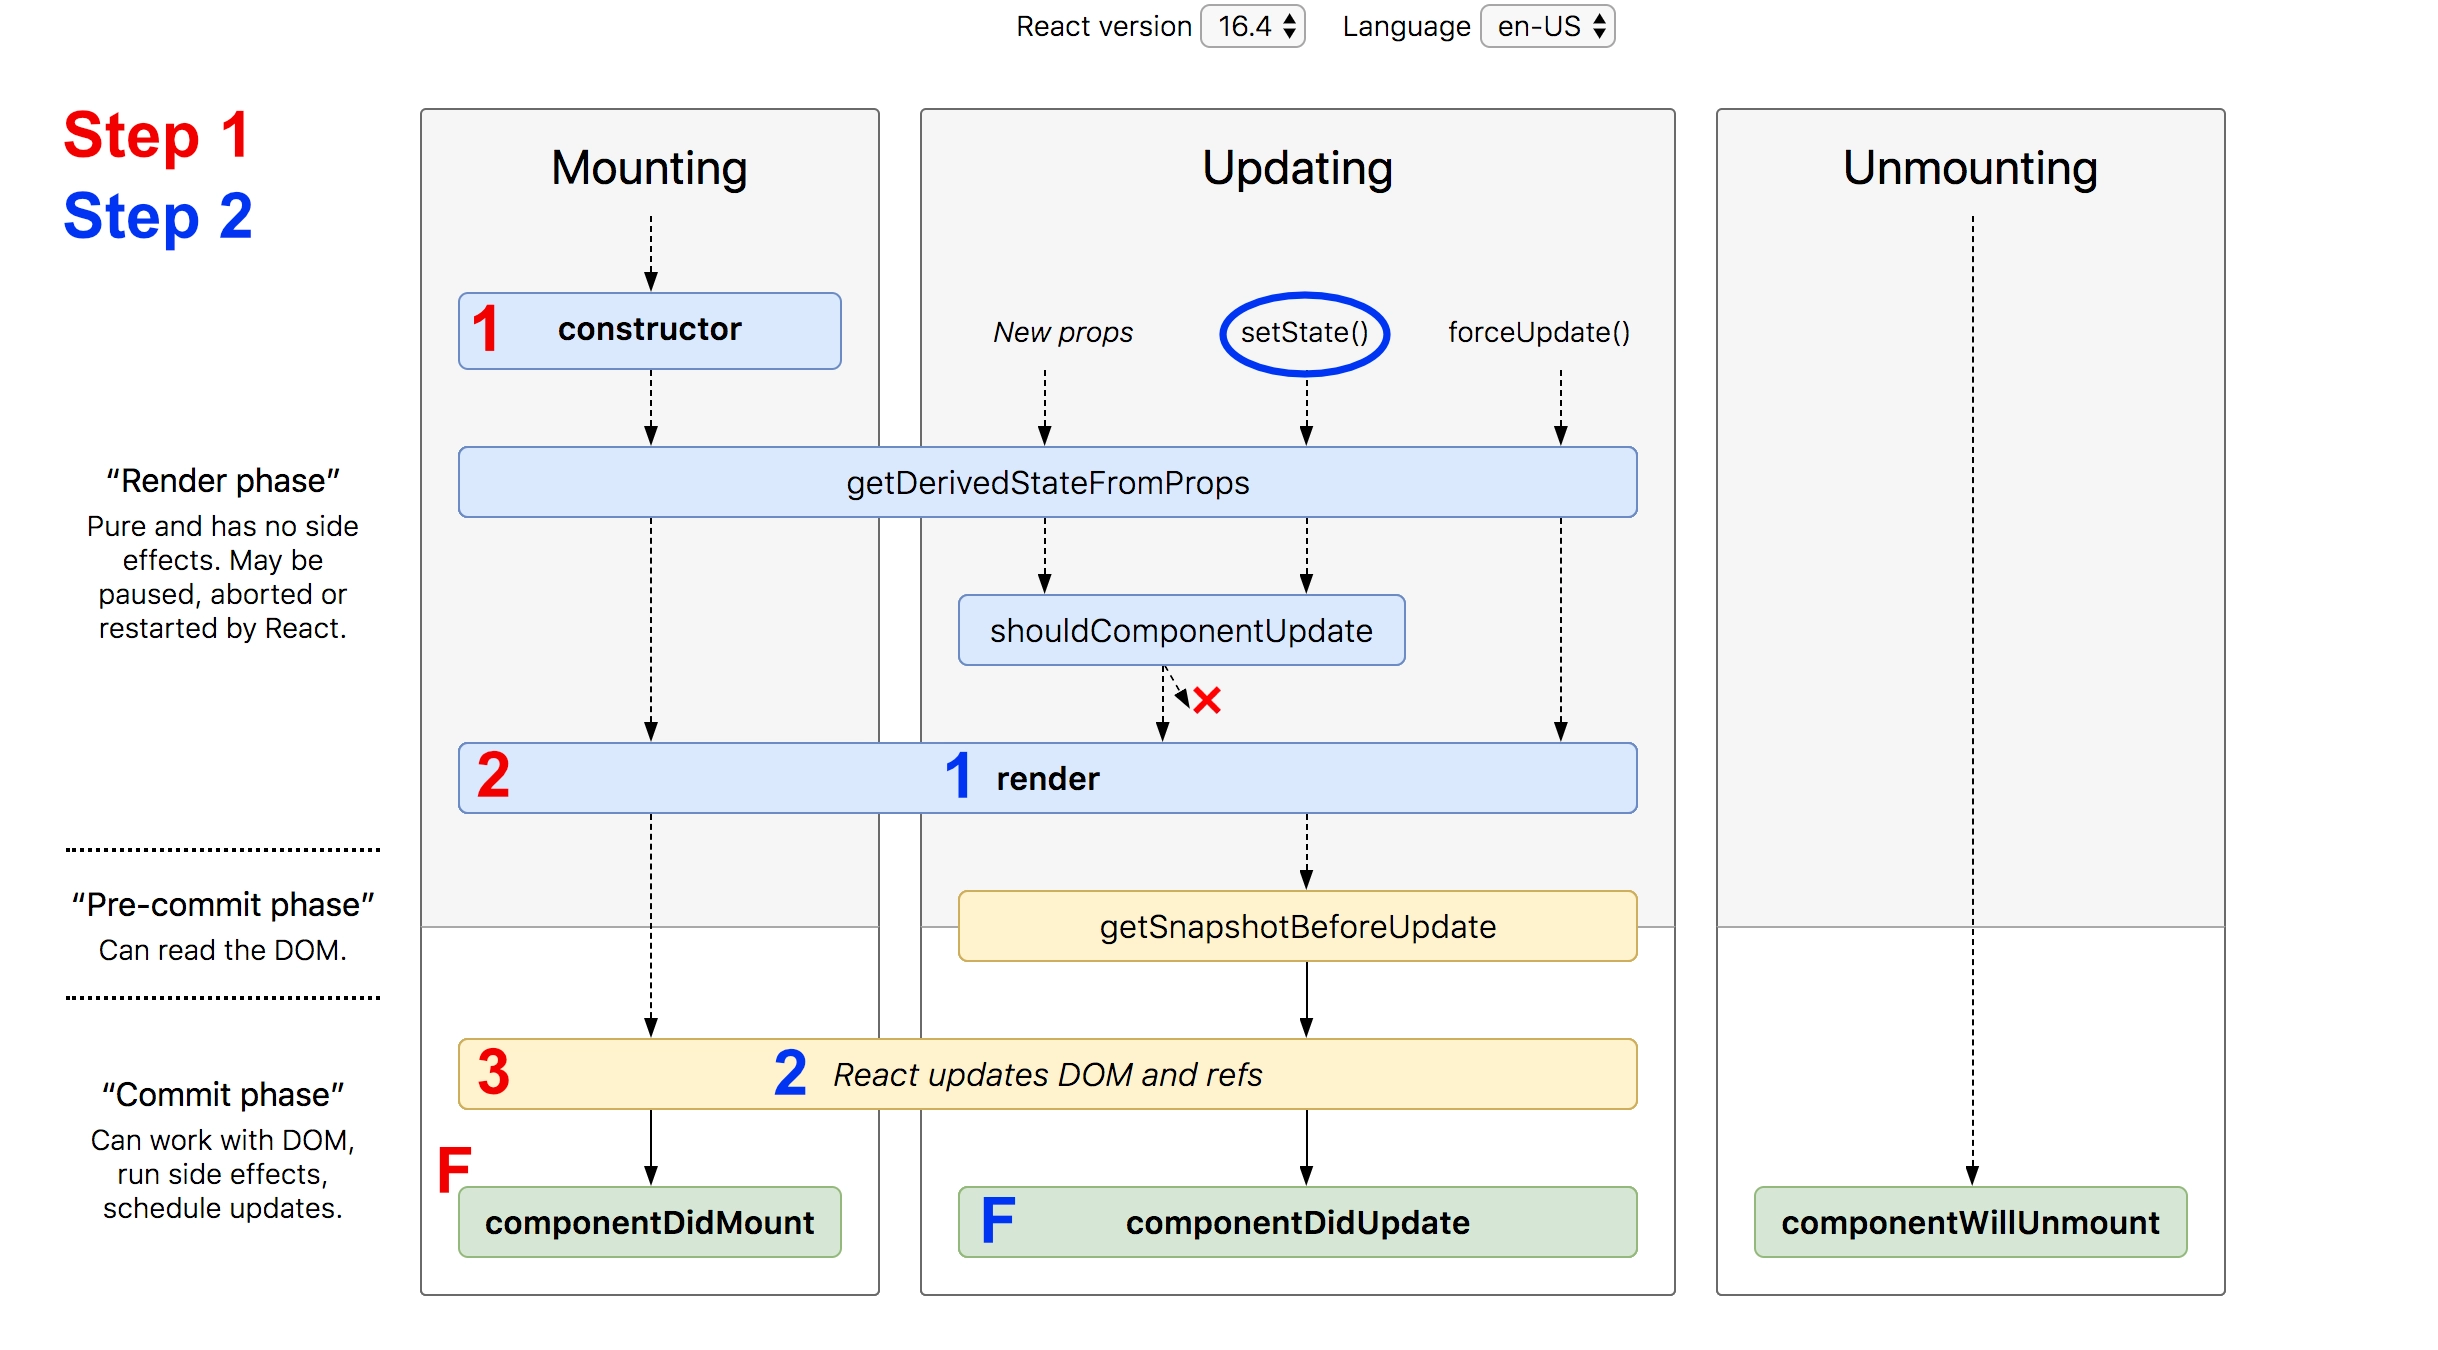 React version 16.4 Language en-US
Step 1
Step 2
Mounting
Updating
Unmounting
1 constructor
New props
setState()
forceUpdate()
“Render phase”
Pure and has no side
effects. May be
paused, aborted or
restarted by React.
getDerivedStateFromProps
shouldComponentUpdate
2 1 render
“Pre-commit phase”
Can read the DOM.
getSnapshotBeforeUpdate
“Commit phase”
Can work with DOM,
run side effects,
schedule updates.
3 2 React updates DOM and refs
F componentDidMount
F componentDidUpdate
componentWillUnmount